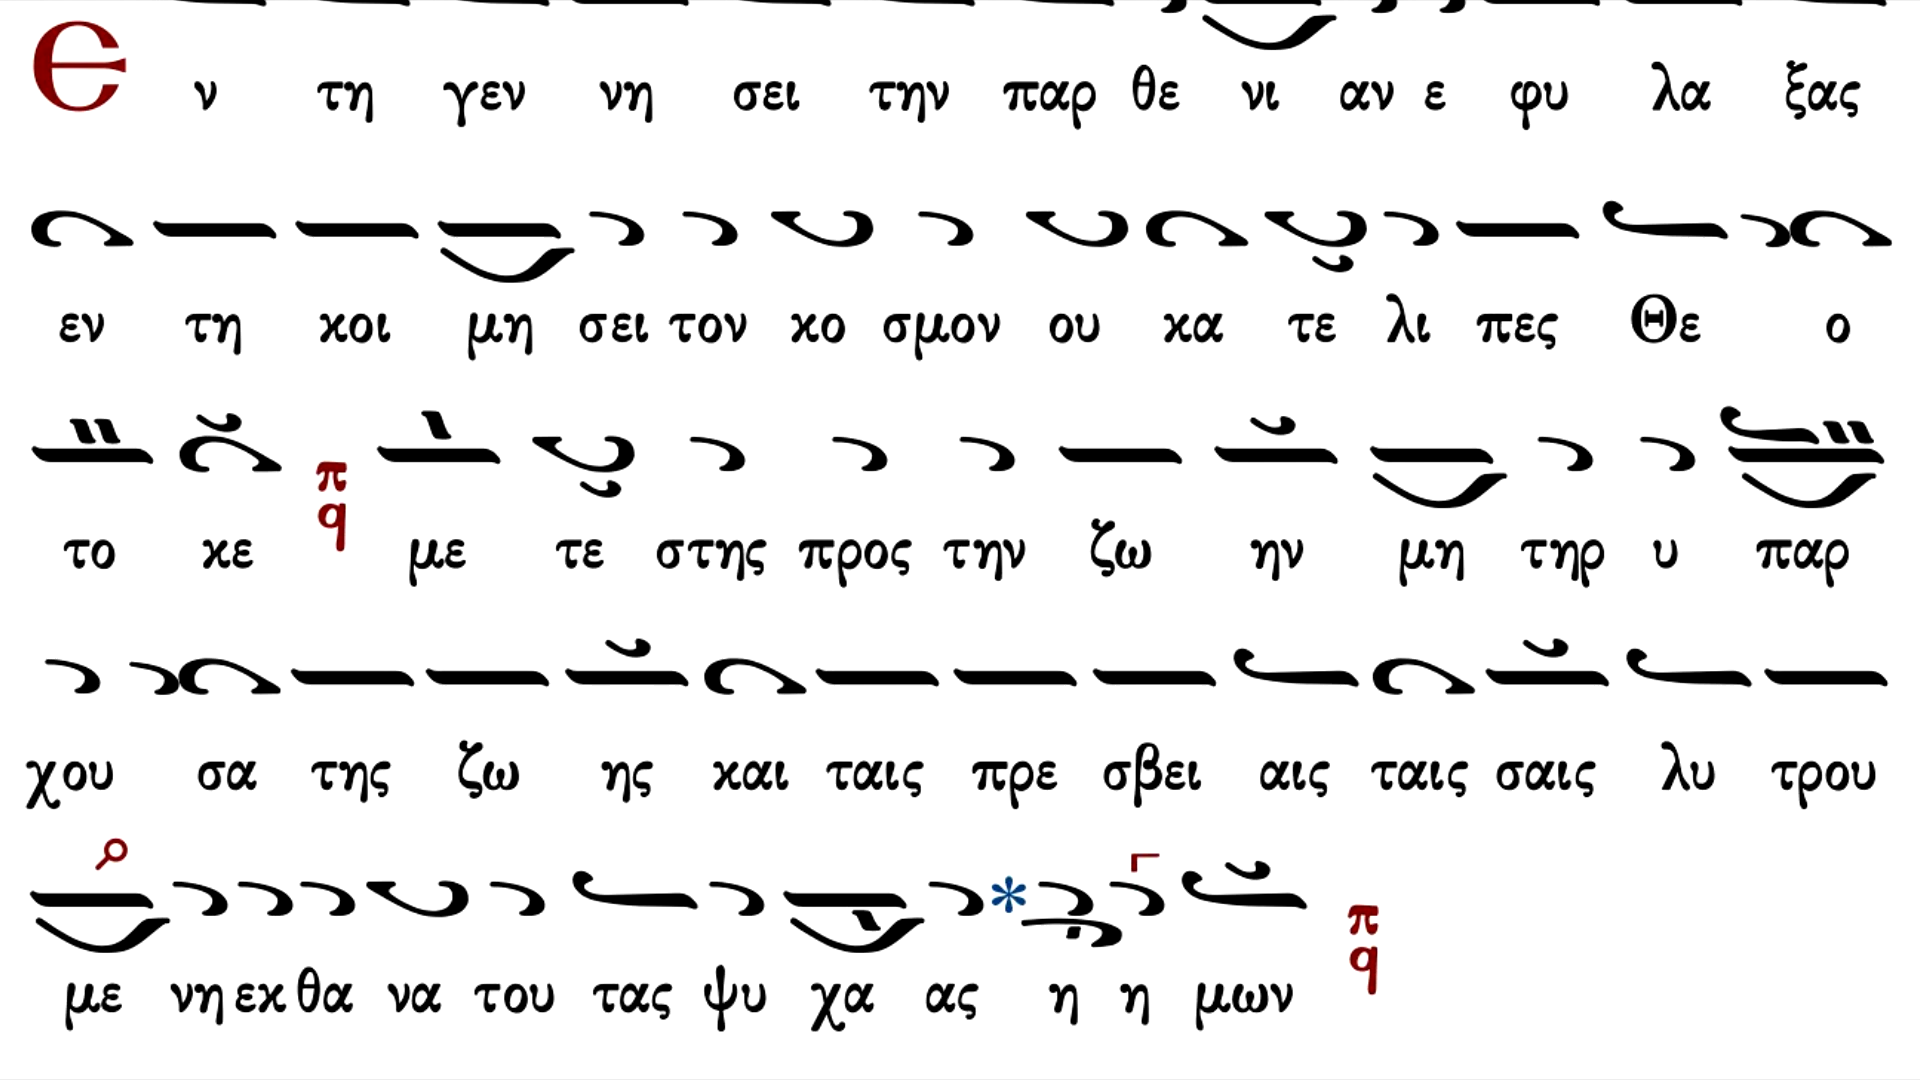 Ε ν τη γεν νη σει την παρ θε νι αν ε φυ λα ξας
εν τη κοι μη σει τον κο σμον ου κα τε λι πες Θε ο
το κε π q με τε στης προς την ζω ην μη τηρ υ παρ
χου σα της ζω ης και ταις πρε σβει αις ταις σαις λυ τρου
με νη εκ θα να του τας ψυ χα ας * η η μων π q